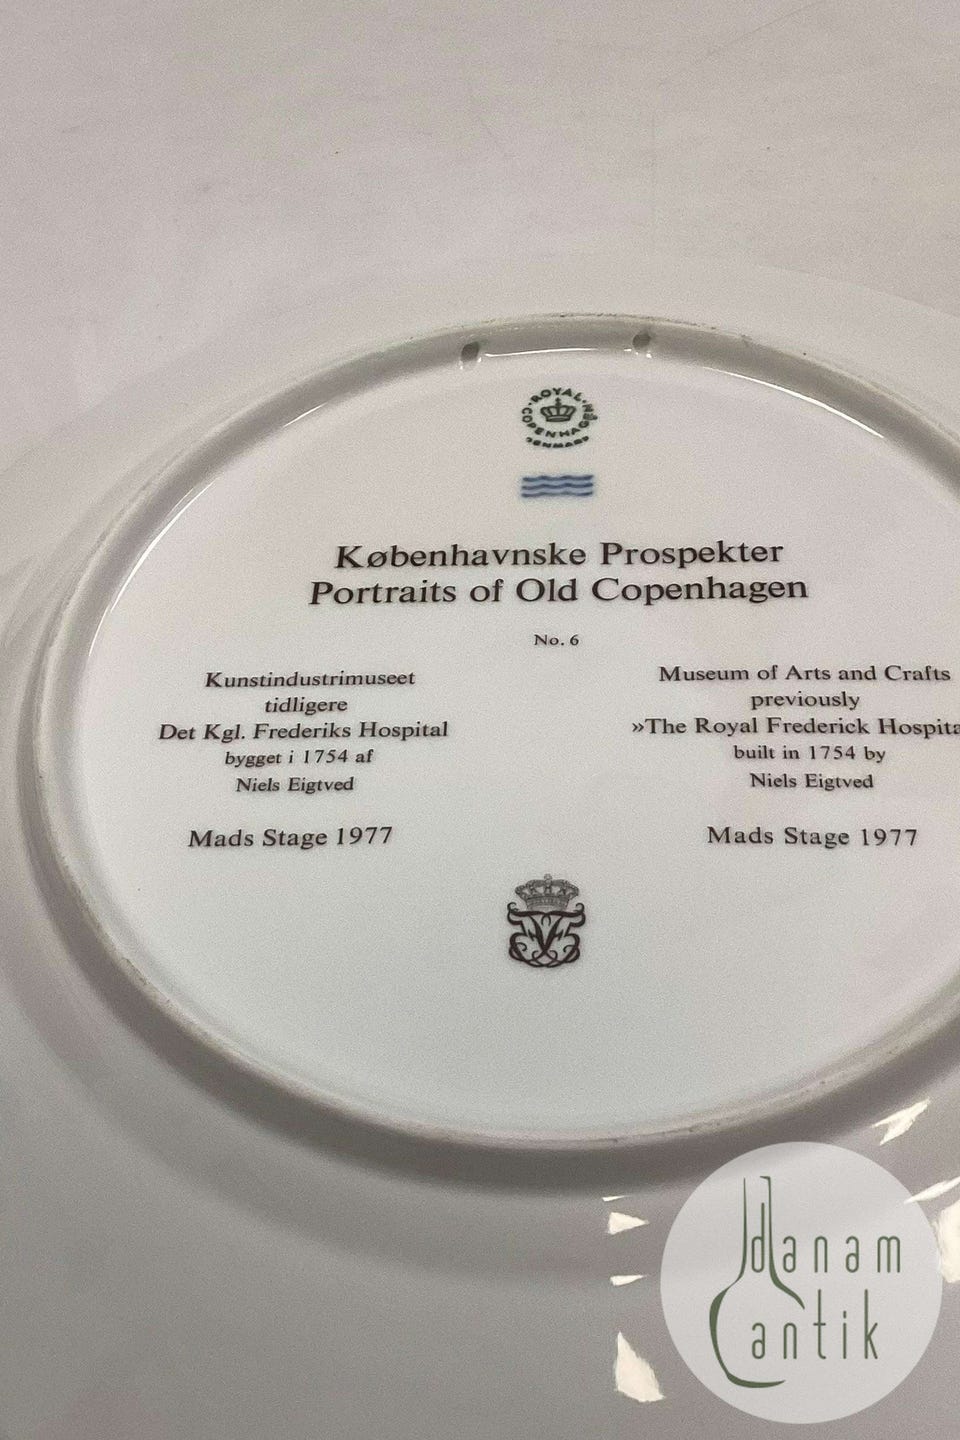 ROYAL
COPENHAGEN
DENMARK
Københavnske Prospekter
Portraits of Old Copenhagen
No. 6
Kunstindustrimuseet
tidligere
Det Kgl. Frederiks Hospital
bygget i 1754 af
Niels Eigtved
Mads Stage 1977
Museum of Arts and Crafts
previously
»The Royal Frederick Hospita
built in 1754 by
Niels Eigtved
Mads Stage 1977
danam
antik